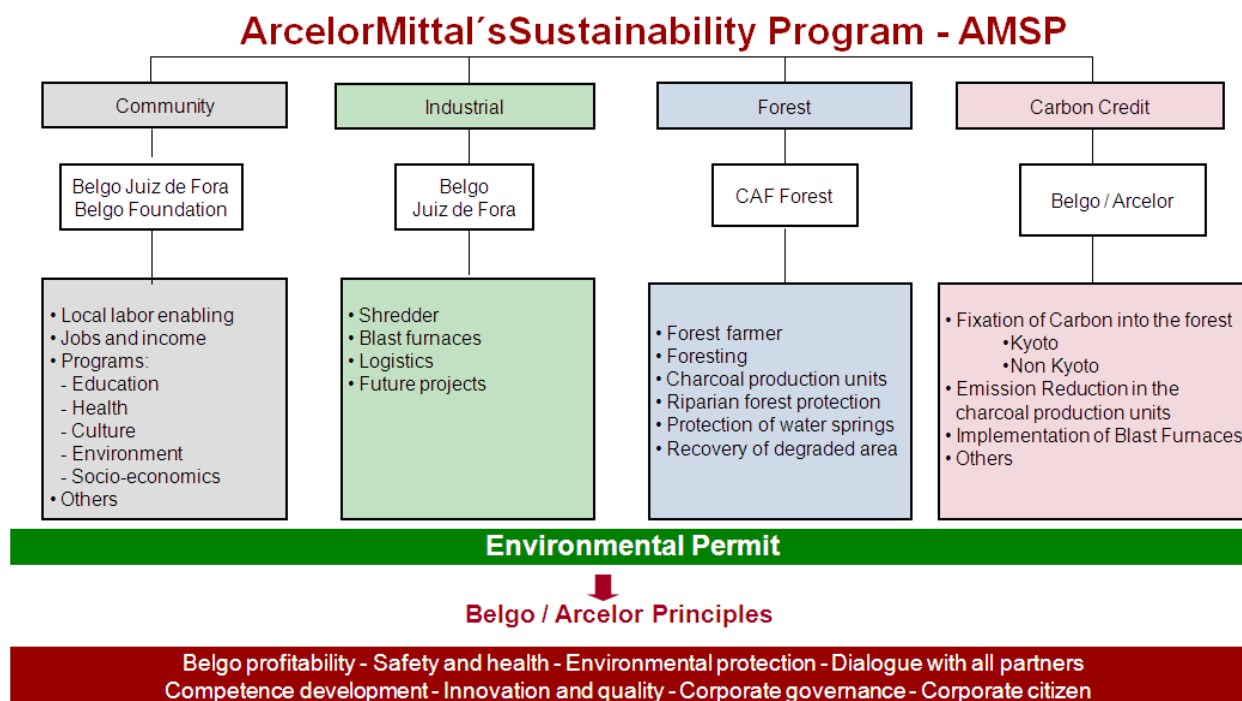 ArcelorMittal´sSustainability Program - AMSP
Community
Industrial
Forest
Carbon Credit
Belgo Juiz de Fora
Belgo Foundation
Belgo
Juiz de Fora
CAF Forest
Belgo / Arcelor
• Local labor enabling
• Jobs and income
• Programs:
- Education
- Health
- Culture
- Environment
- Socio-economics
• Others
• Shredder
• Blast furnaces
• Logistics
• Future projects
• Forest farmer
• Foresting
• Charcoal production units
• Riparian forest protection
• Protection of water springs
• Recovery of degraded area
• Fixation of Carbon into the forest
•Kyoto
•Non Kyoto
• Emission Reduction in the
charcoal production units
• Implementation of Blast Furnaces
• Others
Environmental Permit
Belgo / Arcelor Principles
Belgo profitability - Safety and health - Environmental protection - Dialogue with all partners
Competence development - Innovation and quality - Corporate governance - Corporate citizen